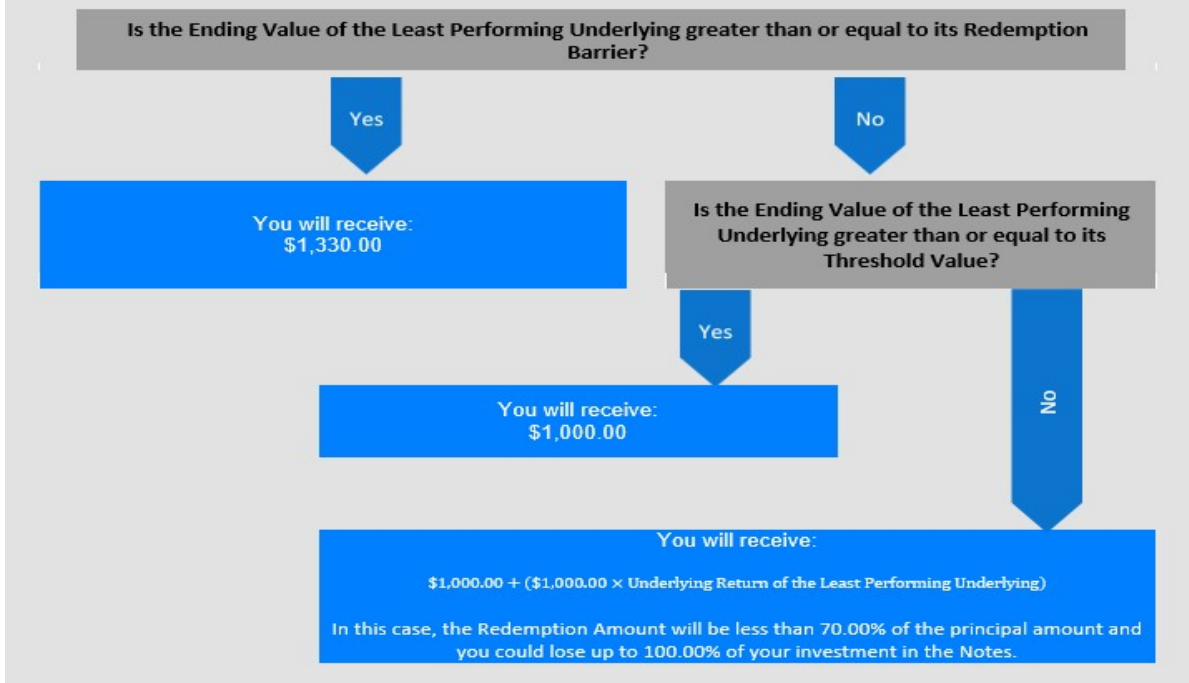 Is the Ending Value of the Least Performing Underlying greater than or equal to its Redemption
Barrier?
Yes
No
You will receive:
$1,330.00
Is the Ending Value of the Least Performing
Underlying greater than or equal to its
Threshold Value?
Yes
No
You will receive:
$1,000.00
You will receive:
$1,000.00 + ($1,000.00 × Underlying Return of the Least Performing Underlying)
In this case, the Redemption Amount will be less than 70.00% of the principal amount and
you could lose up to 100.00% of your investment in the Notes.